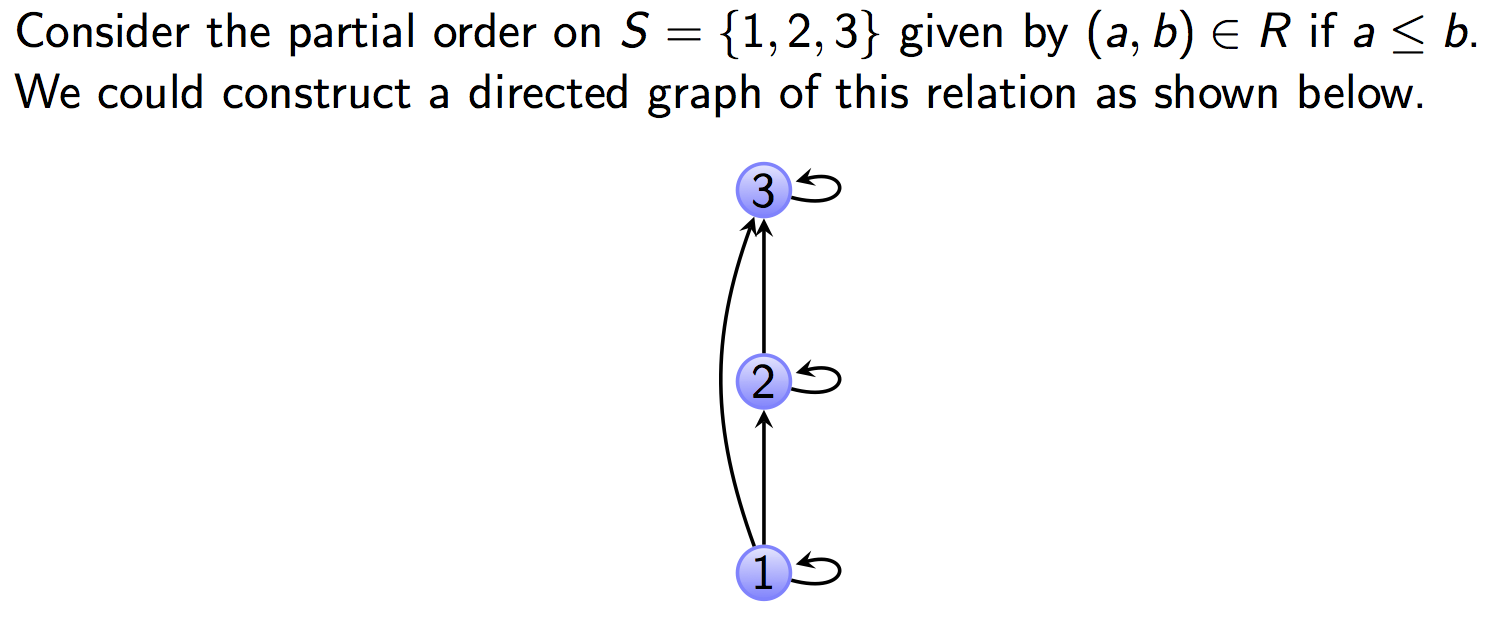 Consider the partial order on S = {1, 2, 3} given by (a, b) ∈ R if a ≤ b.
We could construct a directed graph of this relation as shown below.
3
2
1